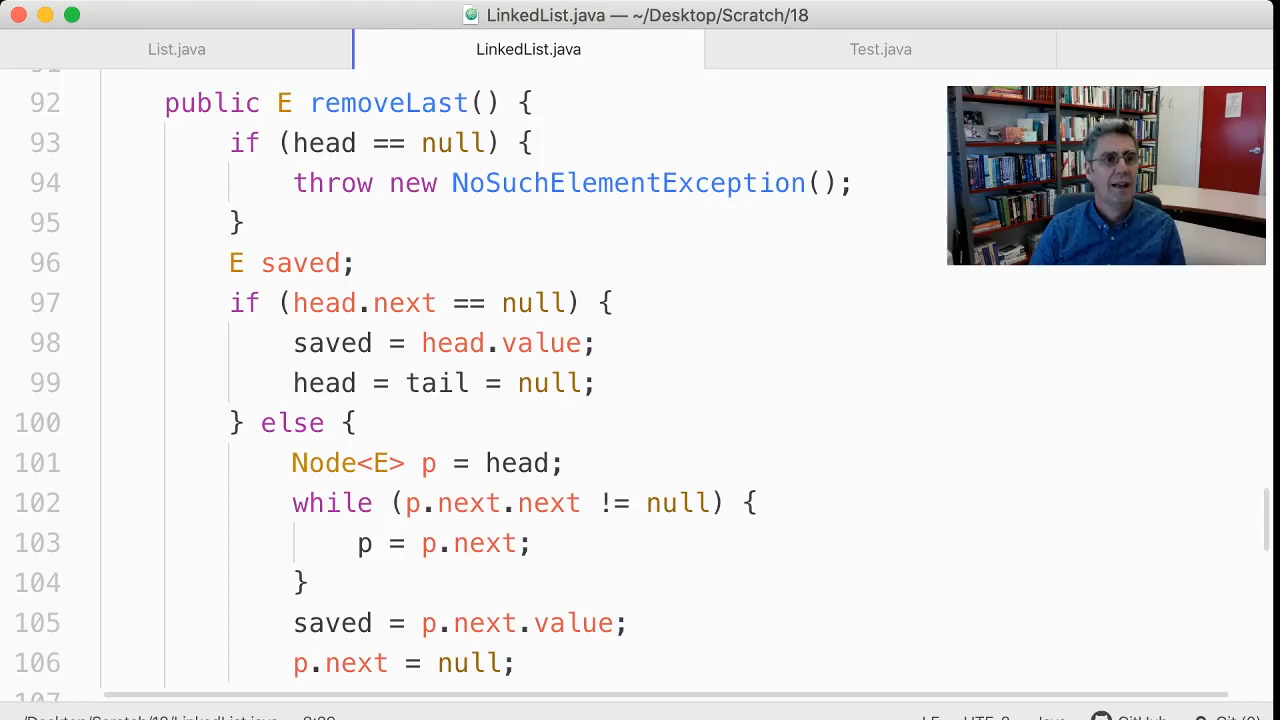 LinkedList.java — ~/Desktop/Scratch/18
List.java
LinkedList.java
Test.java
92 public E removeLast() {
93 if (head == null) {
94 throw new NoSuchElementException();
95 }
96 E saved;
97 if (head.next == null) {
98 saved = head.value;
99 head = tail = null;
100 } else {
101 Node<E> p = head;
102 while (p.next.next != null) {
103 p = p.next;
104 }
105 saved = p.next.value;
106 p.next = null;
107